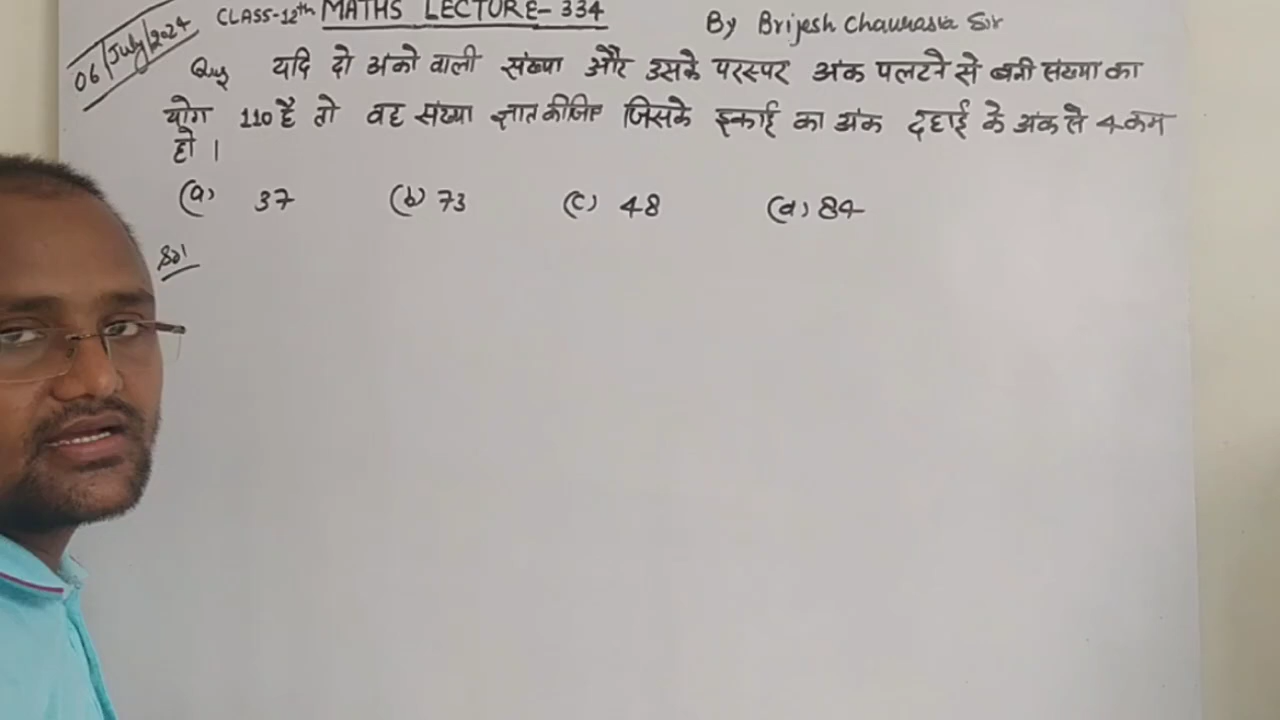 06/July/2024
CLASS-12th MATHS LECTURE-334 By Brijesh Chaurasia Sir
Que यदि दो अंको वाली संख्या और उसके परस्पर अंक पलटने से बनी संख्या का
योग 110 है तो वह संख्या ज्ञात कीजिए जिसके इकाई का अंक दहाई के अंक से 4 कम
हो ।
(a) 37 (b) 73 (c) 48 (d) 84
Sol